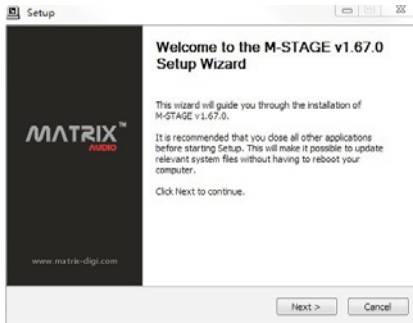 Setup
Welcome to the M-STAGE v1.67.0
Setup Wizard
This wizard will guide you through the installation of
M-STAGE v1.67.0.
It is recommended that you close all other applications
before starting Setup. This will make it possible to update
relevant system files without having to reboot your
computer.
Click Next to continue.
MATRIX™
AUDIO
www.matrix-digi.com
Next >
Cancel